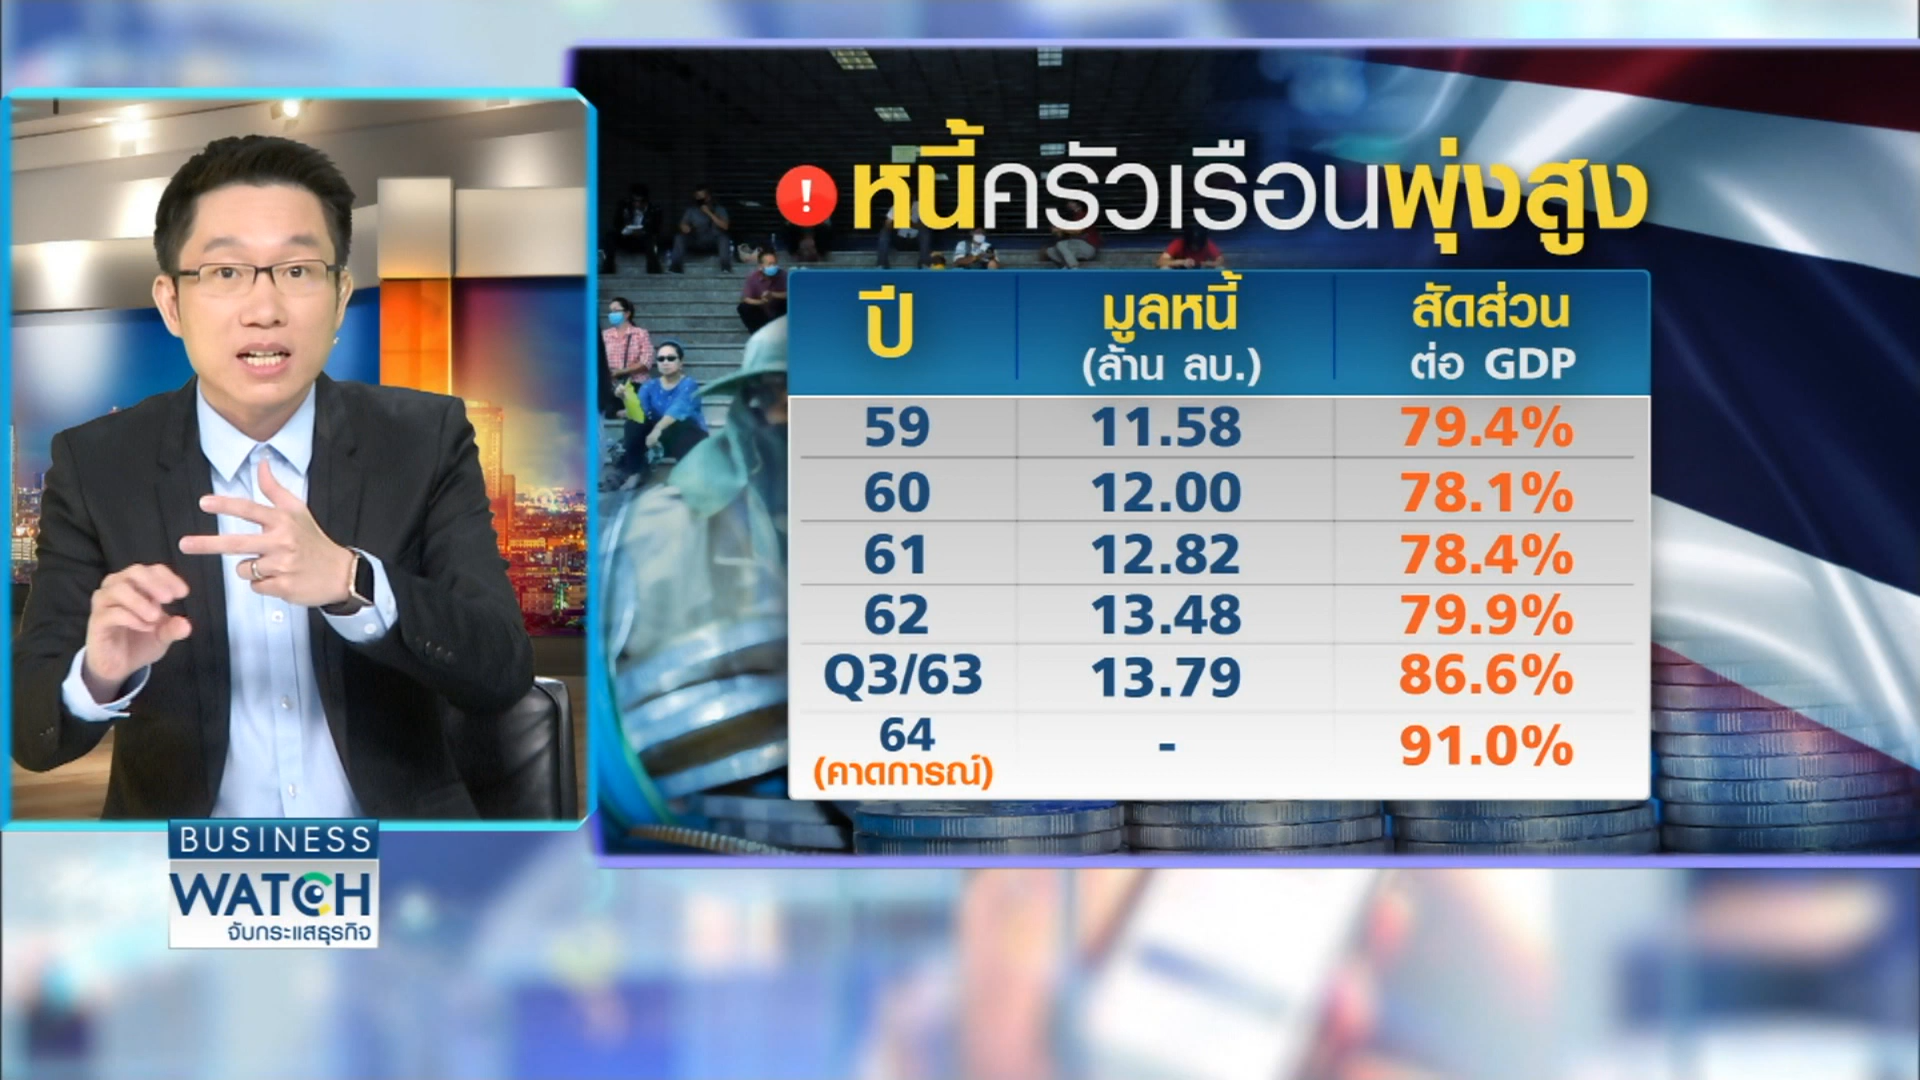 ! หนี้ครัวเรือนพุ่งสูง
ปี มูลหนี้ (ล้าน ลบ.) สัดส่วน ต่อ GDP
59 11.58 79.4%
60 12.00 78.1%
61 12.82 78.4%
62 13.48 79.9%
Q3/63 13.79 86.6%
64 (คาดการณ์) - 91.0%
BUSINESS
WATCH
จับกระแสธุรกิจ